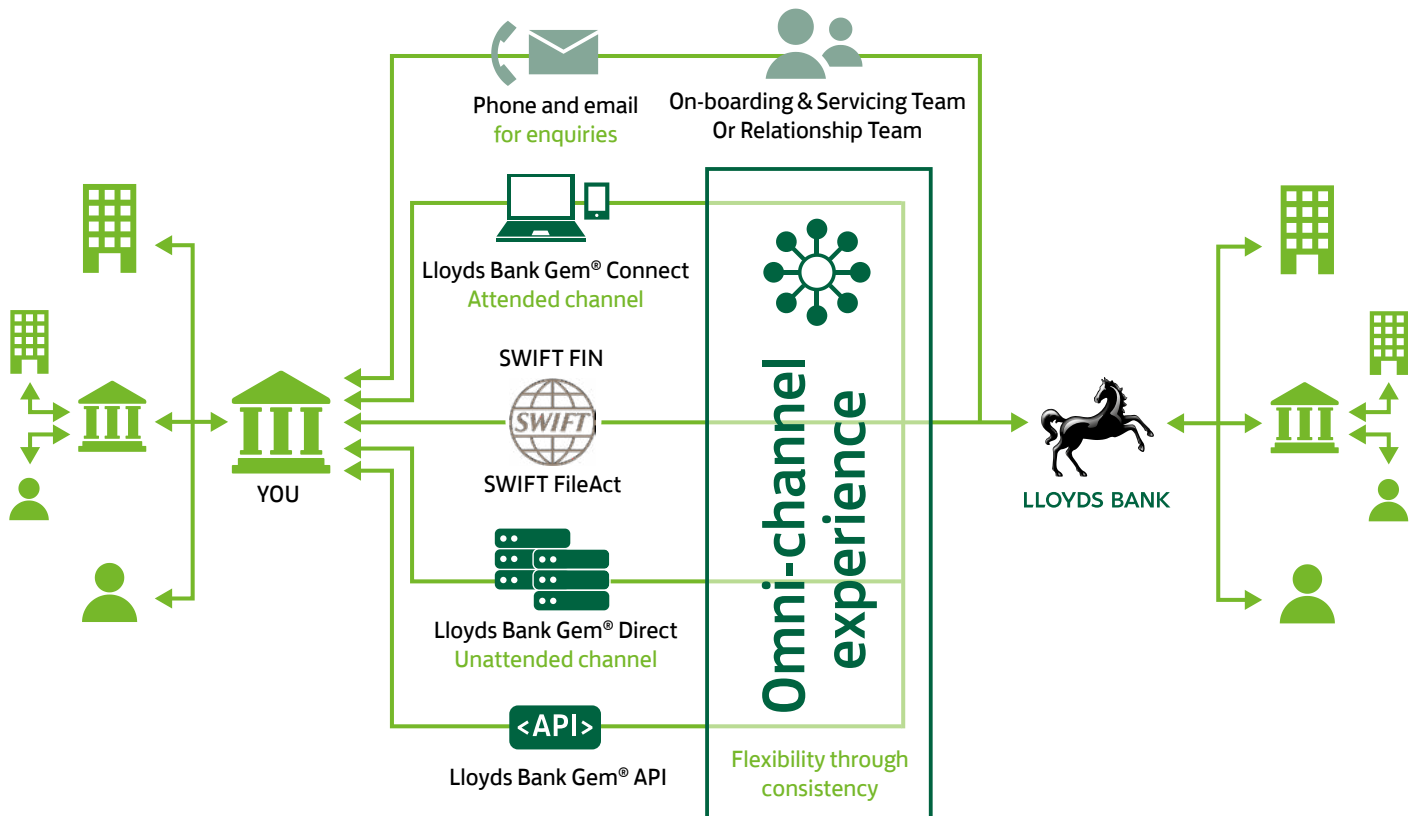 Phone and email
for enquiries
On-boarding & Servicing Team
Or Relationship Team
Lloyds Bank Gem® Connect
Attended channel
SWIFT FIN
SWIFT
SWIFT FileAct
YOU
Lloyds Bank Gem® Direct
Unattended channel
<API>
Lloyds Bank Gem® API
Omni-channel
experience
Flexibility through
consistency
LLOYDS BANK